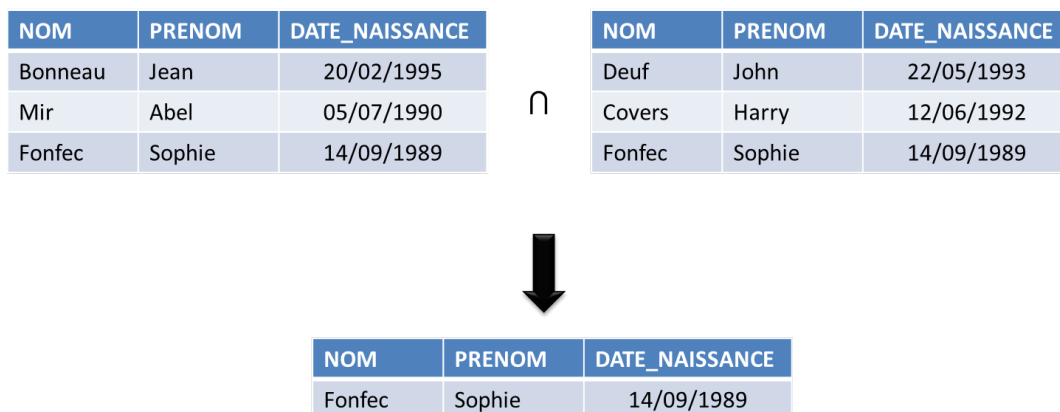 NOM PRENOM DATE_NAISSANCE
Bonneau Jean 20/02/1995
Mir Abel 05/07/1990
Fonfec Sophie 14/09/1989
∩
NOM PRENOM DATE_NAISSANCE
Deuf John 22/05/1993
Covers Harry 12/06/1992
Fonfec Sophie 14/09/1989
NOM PRENOM DATE_NAISSANCE
Fonfec Sophie 14/09/1989